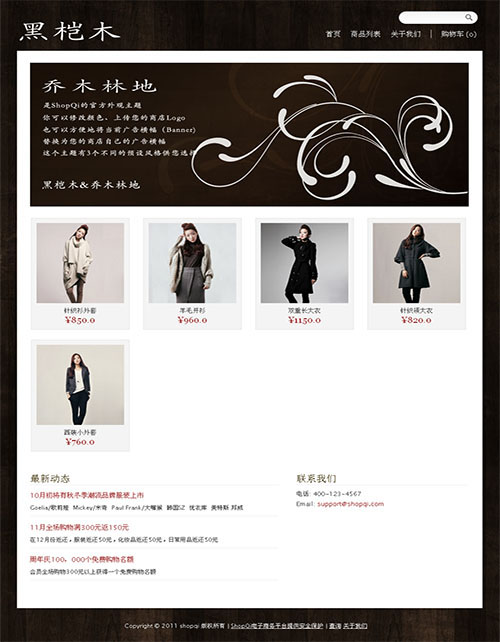 黑桤木
首页 商品列表 关于我们 | 购物车 (0)
乔木林地
是ShopQi的官方外观主题
你可以修改颜色、上传您的商店Logo
也可以方便地将当前广告横幅 (Banner)
替换为您的商店自己的广告横幅
这个主题有3个不同的预设风格供您选择
黑桤木&乔木林地
针织衫外套
¥850.0
羊毛开衫
¥960.0
双重长大衣
¥1150.0
针织领大衣
¥820.0
西装小外套
¥760.0
最新动态
10月初将有秋冬季潮流品牌服装上市
Goelia/歌莉娅 Mickey/米奇 Paul Frank/大嘴猴 韩国SZ 优衣库 美特斯 邦威
11月全场购物满300元返150元
在12月份返还，服装返还50元，化妆品返还50元，日常用品返还50元
周年庆100，000个免费购物名额
会员全场购物300元以上获得一个免费购物名额
联系我们
电话: 400-123-4567
Email: support@shopqi.com
Copyright © 2011 shopqi 版权所有 | ShopQi电子商务平台提供安全保护 | 查询 关于我们